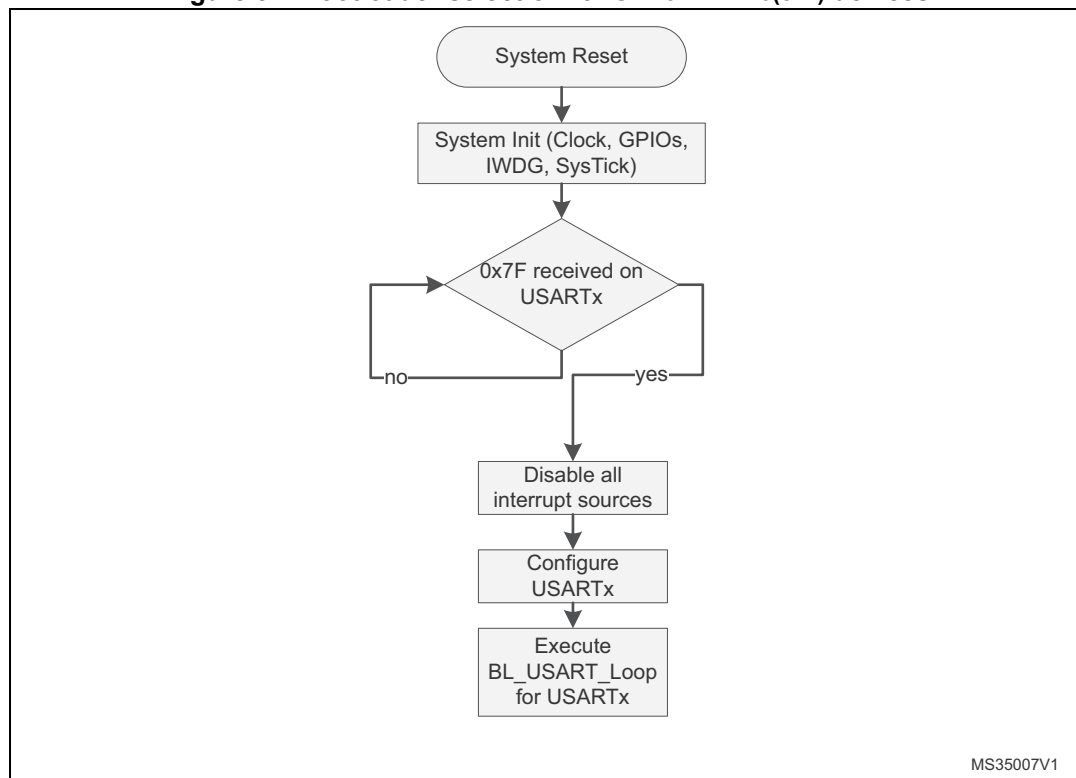 System Reset
System Init (Clock, GPIOs,
IWDG, SysTick)
0x7F received on
USARTx
no
yes
Disable all
interrupt sources
Configure
USARTx
Execute
BL_USART_Loop
for USARTx
MS35007V1